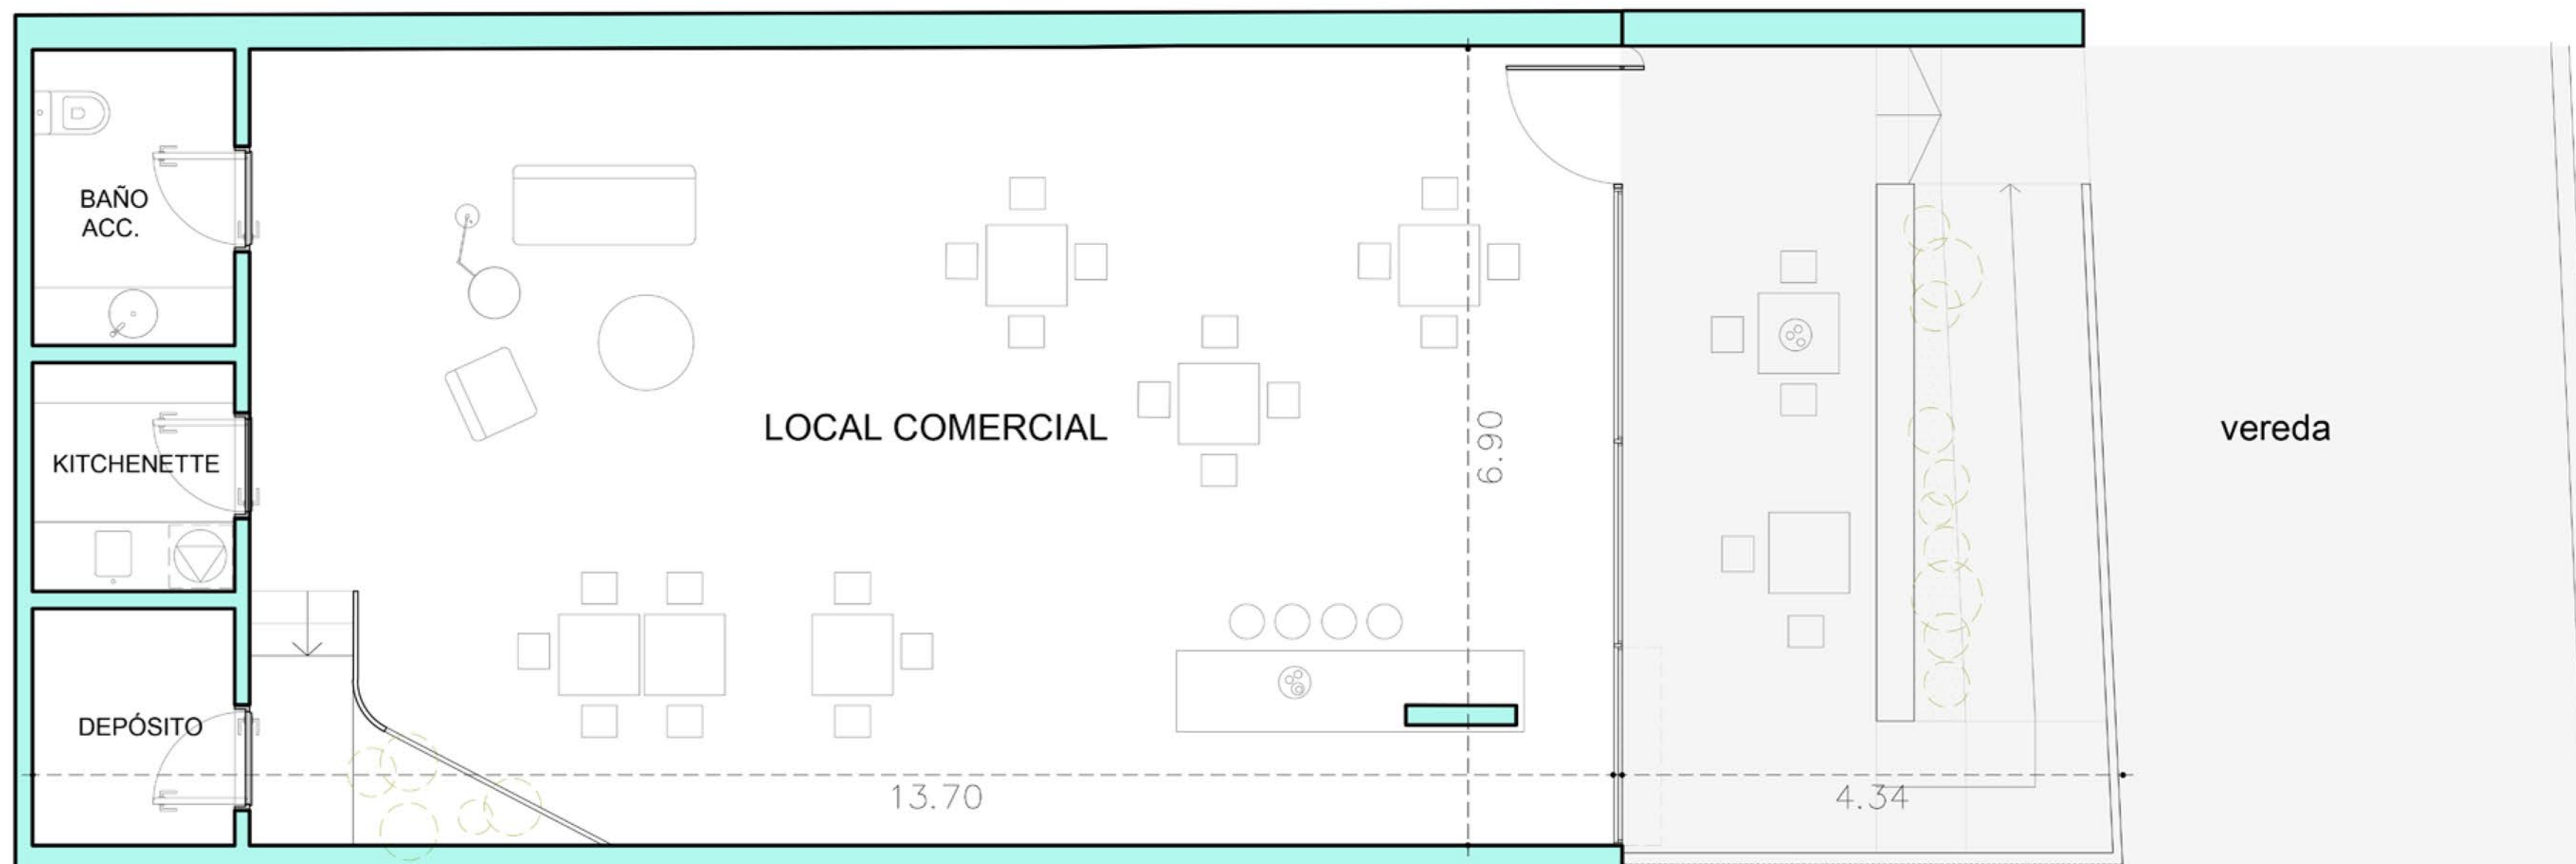 BAÑO
ACC.
KITCHENETTE
DEPÓSITO
LOCAL COMERCIAL
6.90
13.70
4.34
vereda